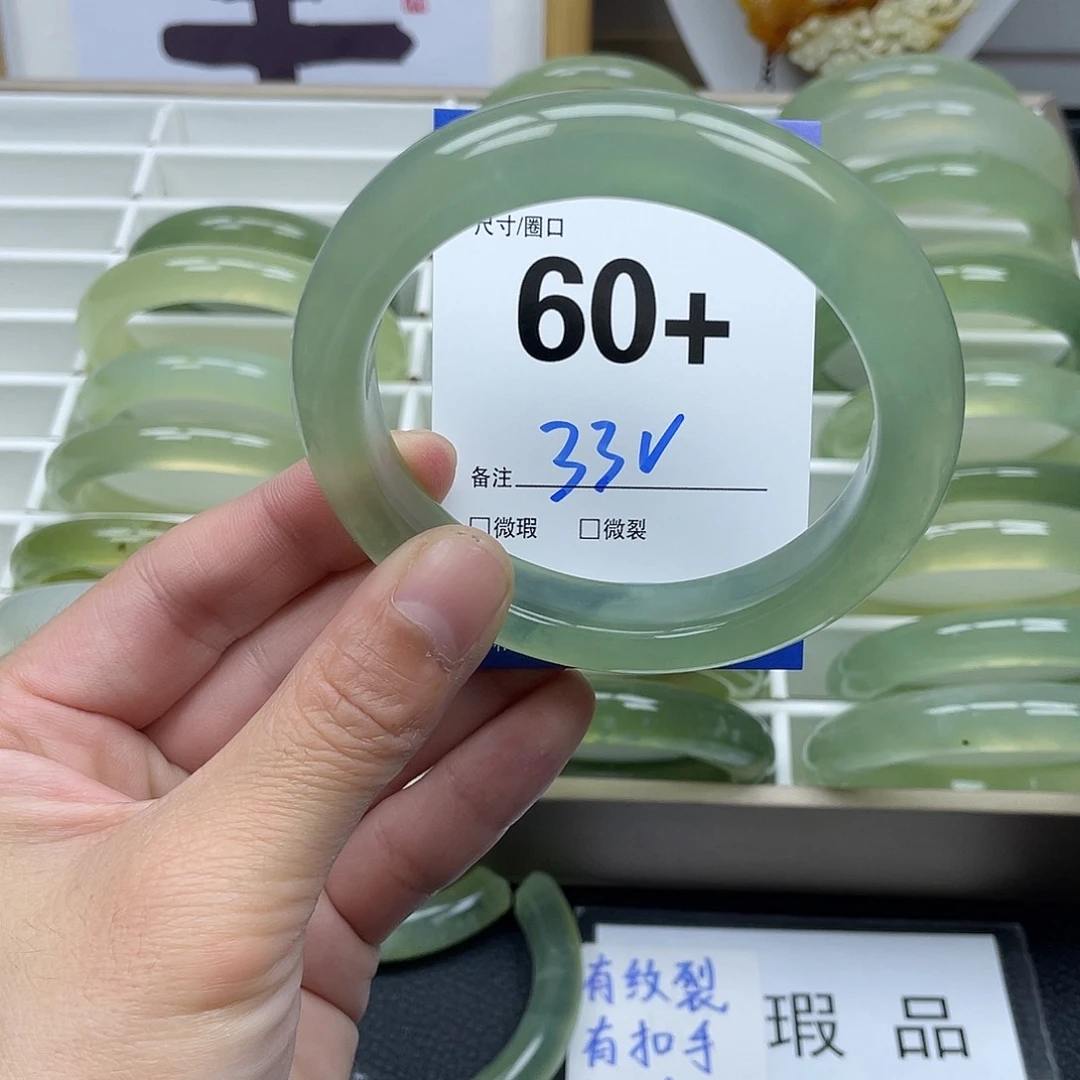 尺寸/圈口
60+
33√
备注
□微瑕 □微裂
有纹裂
有扣手
瑕品